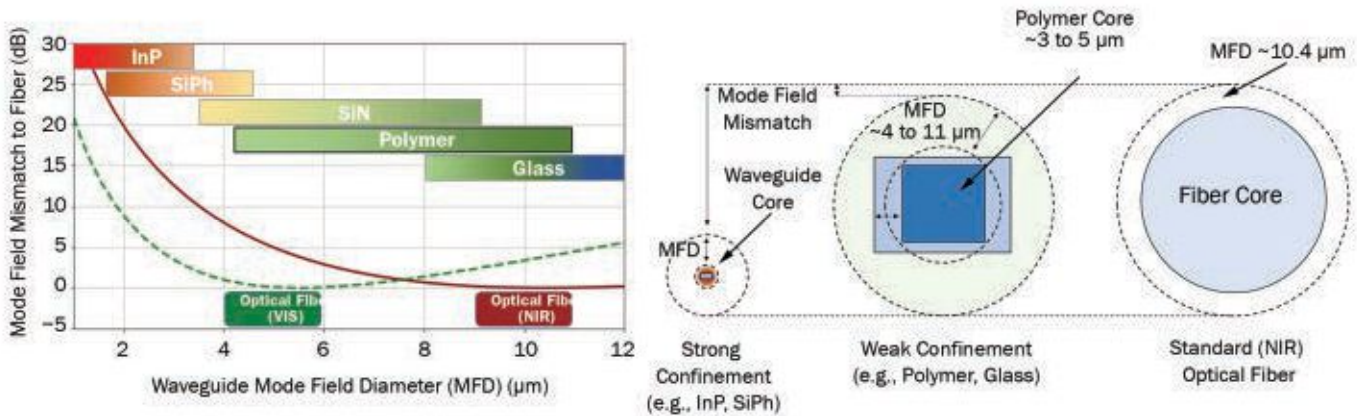 Mode Field Mismatch to Fiber (dB)
30
25
20
15
10
5
0
−5
InP
SiPh
SiN
Polymer
Glass
Optical Fibe
(VIS)
Optical Fibe
(NIR)
2
4
6
8
10
12
Waveguide Mode Field Diameter (MFD) (µm)
Polymer Core
~3 to 5 µm
MFD ~10.4 µm
Mode Field
Mismatch
MFD
~4 to 11 µm
Waveguide
Core
MFD
Fiber Core
Strong
Confinement
(e.g., InP, SiPh)
Weak Confinement
(e.g., Polymer, Glass)
Standard (NIR)
Optical Fiber